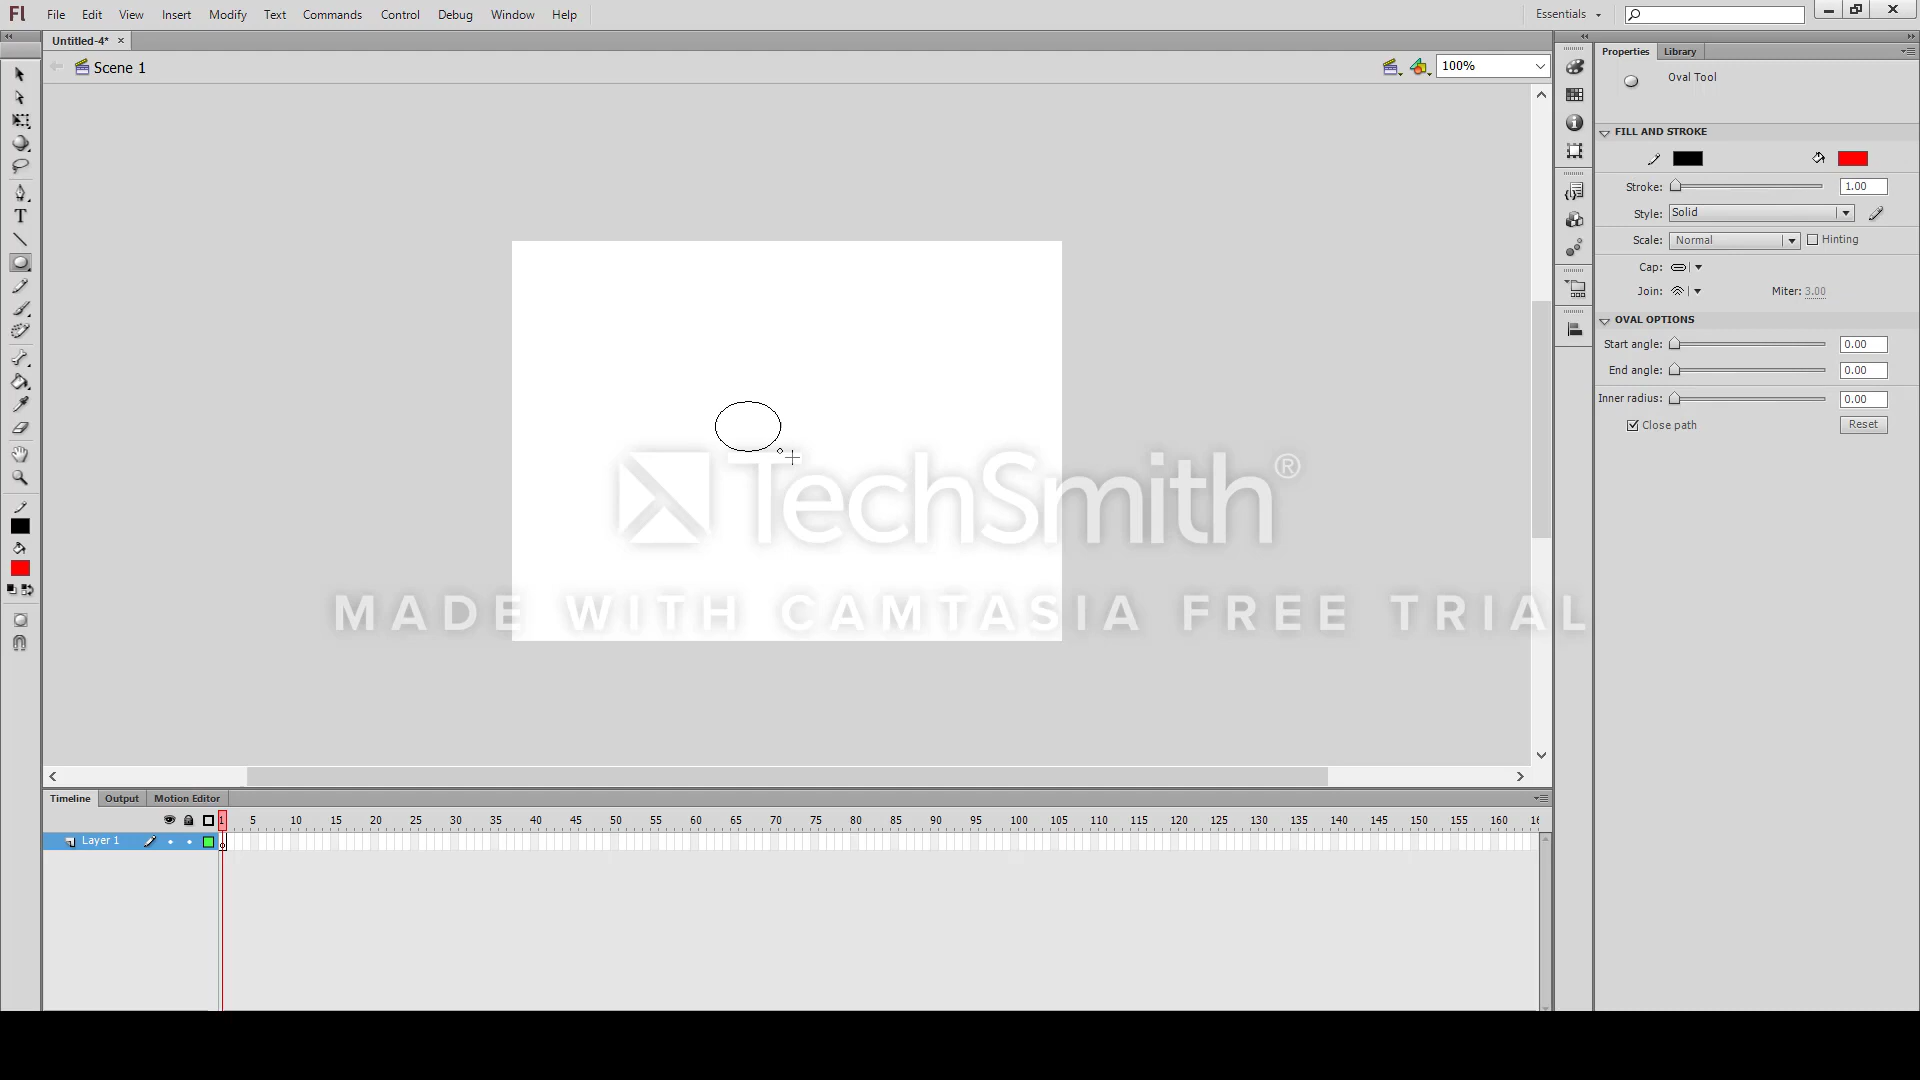 Fl File Edit View Insert Modify Text Commands Control Debug Window Help Essentials
Untitled-4* ×
Scene 1 100%
Properties Library
Oval Tool
FILL AND STROKE
Stroke: 1.00
Style: Solid
Scale: Normal Hinting
Cap:
Join: Miter: 3.00
OVAL OPTIONS
Start angle: 0.00
End angle: 0.00
Inner radius: 0.00
Close path Reset
TechSmith®
MADE WITH CAMTASIA FREE TRIAL
Timeline Output Motion Editor
1 5 10 15 20 25 30 35 40 45 50 55 60 65 70 75 80 85 90 95 100 105 110 115 120 125 130 135 140 145 150 155 160
Layer 1